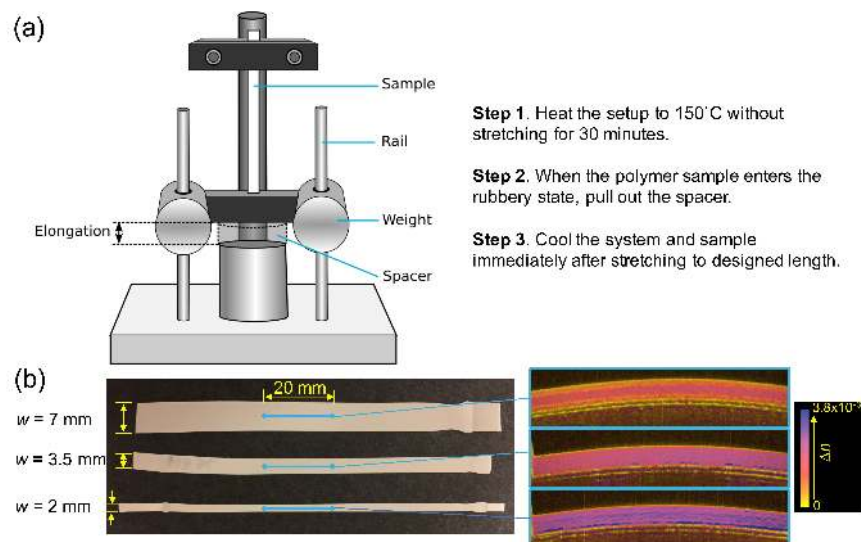 (a)
Sample
Rail
Weight
Elongation
Spacer
Step 1. Heat the setup to 150°C without
stretching for 30 minutes.
Step 2. When the polymer sample enters the
rubbery state, pull out the spacer.
Step 3. Cool the system and sample
immediately after stretching to designed length.
(b)
20 mm
w = 7 mm
w = 3.5 mm
w = 2 mm
Δn
0